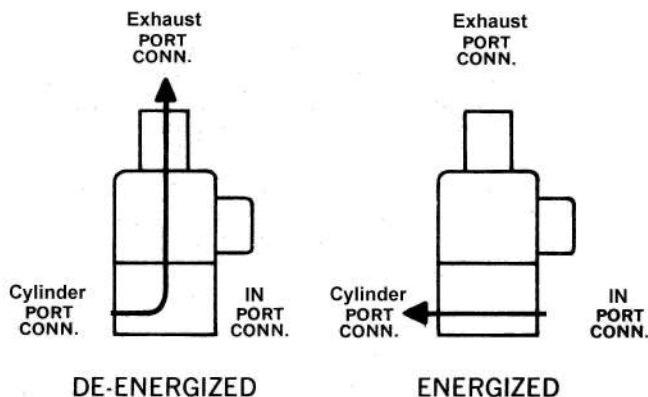 Exhaust
PORT
CONN.
Cylinder
PORT
CONN.
IN
PORT
CONN.
DE-ENERGIZED
Exhaust
PORT
CONN.
Cylinder
PORT
CONN.
IN
PORT
CONN.
ENERGIZED